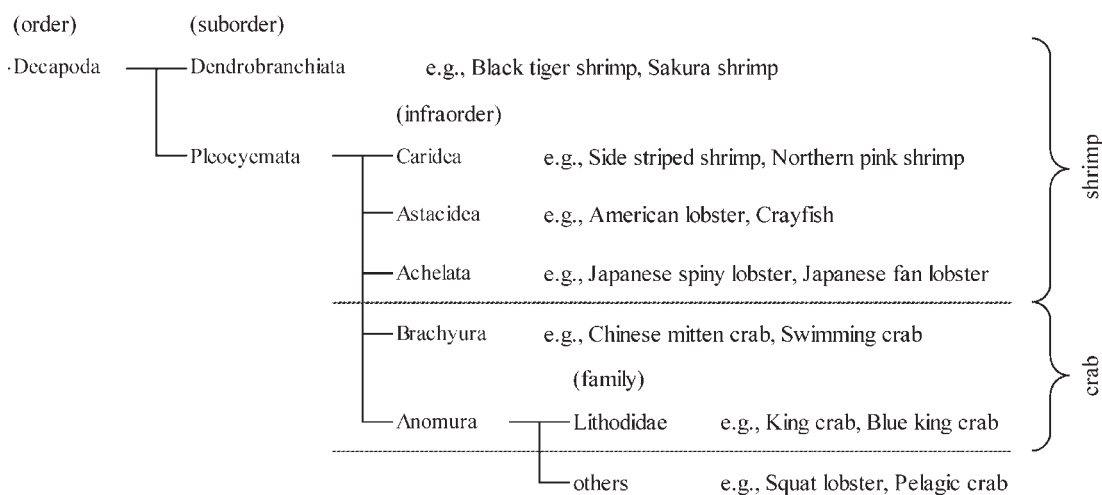 (order) (suborder)
·Decapoda Dendrobranchiata e.g., Black tiger shrimp, Sakura shrimp
(infraorder)
Pleocyemata Caridea e.g., Side striped shrimp, Northern pink shrimp
Astacidea e.g., American lobster, Crayfish
Achelata e.g., Japanese spiny lobster, Japanese fan lobster
shrimp
Brachyura e.g., Chinese mitten crab, Swimming crab
(family)
Anomura Lithodidae e.g., King crab, Blue king crab
crab
others e.g., Squat lobster, Pelagic crab